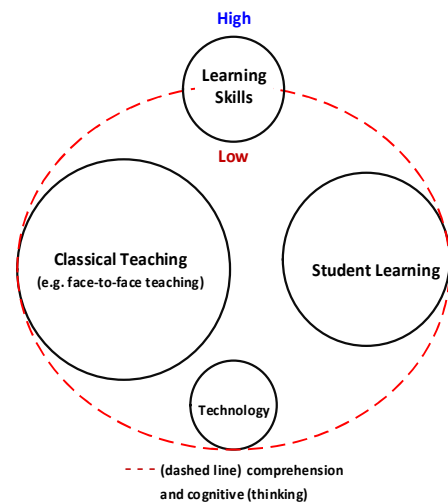 High
Learning
Skills
Low
Classical Teaching
(e.g. face-to-face teaching)
Student Learning
Technology
--- (dashed line) comprehension
and cognitive (thinking)